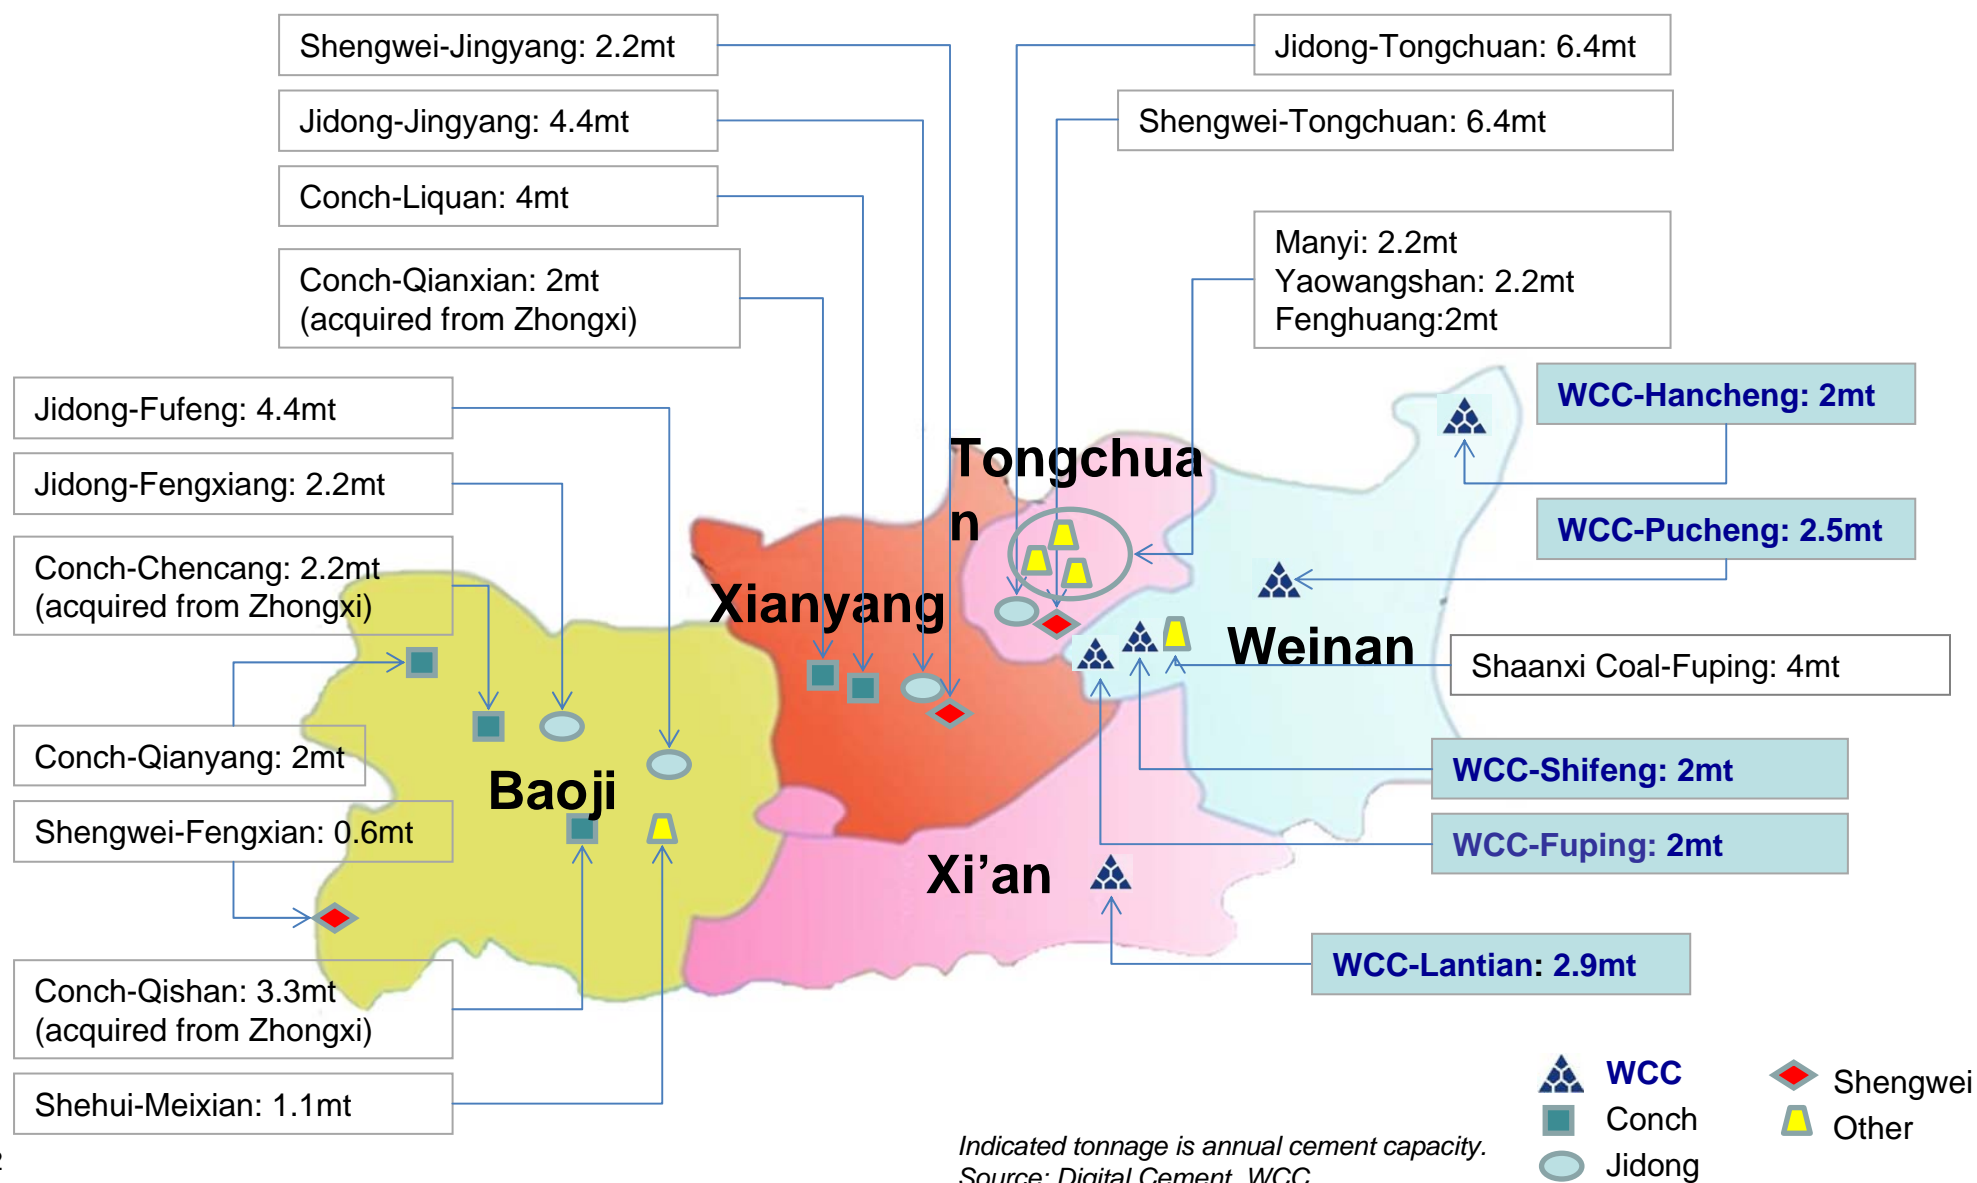 Shengwei-Jingyang: 2.2mt
Jidong-Tongchuan: 6.4mt
Jidong-Jingyang: 4.4mt
Shengwei-Tongchuan: 6.4mt
Conch-Liquan: 4mt
Conch-Qianxian: 2mt
(acquired from Zhongxi)
Manyi: 2.2mt
Yaowangshan: 2.2mt
Fenghuang:2mt
Jidong-Fufeng: 4.4mt
WCC-Hancheng: 2mt
Jidong-Fengxiang: 2.2mt
Tongchua
n
WCC-Pucheng: 2.5mt
Conch-Chencang: 2.2mt
(acquired from Zhongxi)
Xianyang
Weinan
Shaanxi Coal-Fuping: 4mt
Conch-Qianyang: 2mt
WCC-Shifeng: 2mt
Baoji
Shengwei-Fengxian: 0.6mt
WCC-Fuping: 2mt
Xi’an
WCC-Lantian: 2.9mt
Conch-Qishan: 3.3mt
(acquired from Zhongxi)
Shehui-Meixian: 1.1mt
WCC
Shengwei
Conch
Other
Jidong
Indicated tonnage is annual cement capacity.
Source: Digital Cement, WCC
2